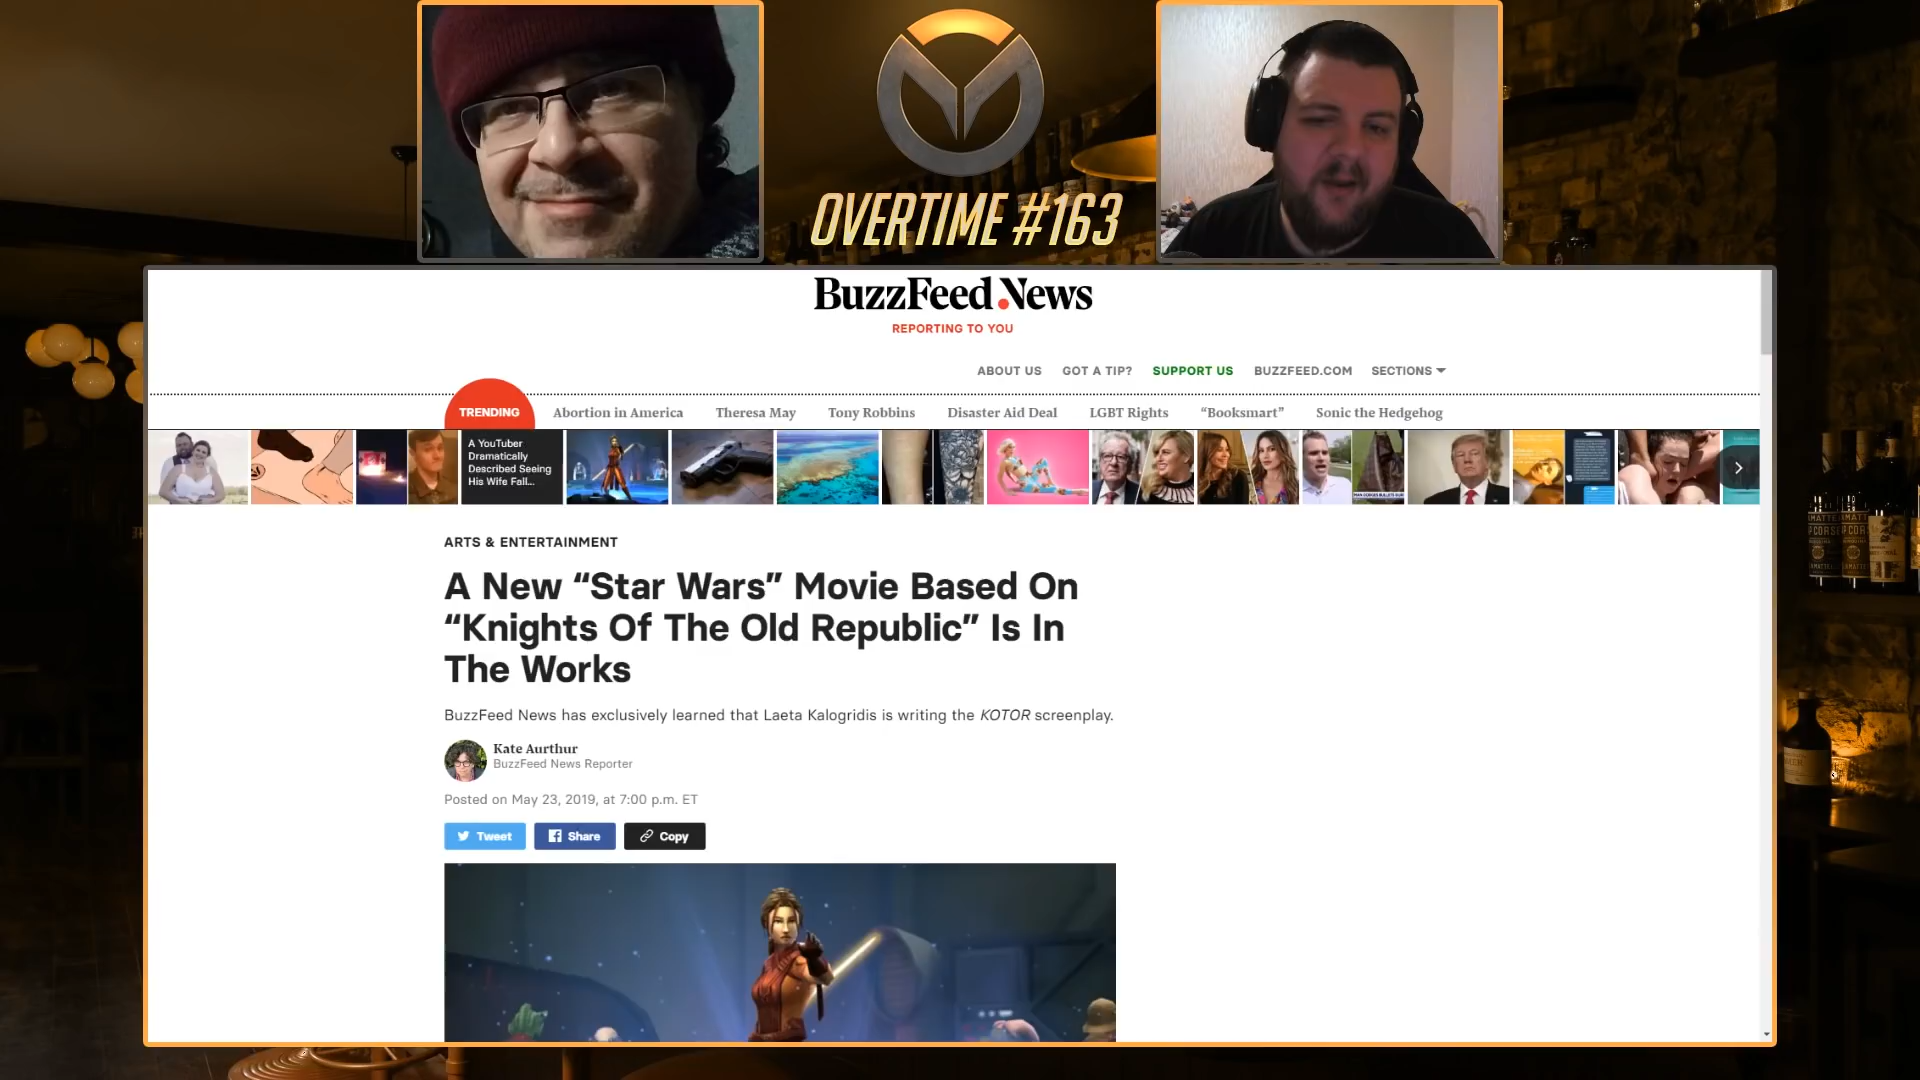 OVERTIME #163
BuzzFeed News
REPORTING TO YOU
ABOUT US GOT A TIP? SUPPORT US BUZZFEED.COM SECTIONS
TRENDING Abortion in America Theresa May Tony Robbins Disaster Aid Deal LGBT Rights “Booksmart” Sonic the Hedgehog
A YouTuber
Dramatically
Described Seeing
His Wife Fall...
ARTS & ENTERTAINMENT
A New “Star Wars” Movie Based On
“Knights Of The Old Republic” Is In
The Works
BuzzFeed News has exclusively learned that Laeta Kalogridis is writing the KOTOR screenplay.
Kate Aurthur
BuzzFeed News Reporter
Posted on May 23, 2019, at 7:00 p.m. ET
Tweet Share Copy